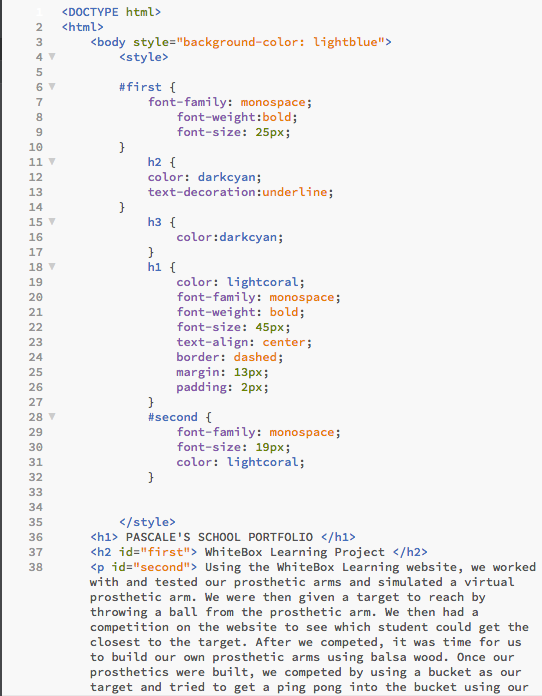 1 <DOCTYPE html>
2 <html>
3 <body style="background-color: lightblue">
4 <style>
5
6 #first {
7 font-family: monospace;
8 font-weight:bold;
9 font-size: 25px;
10 }
11 h2 {
12 color: darkcyan;
13 text-decoration:underline;
14 }
15 h3 {
16 color:darkcyan;
17 }
18 h1 {
19 color: lightcoral;
20 font-family: monospace;
21 font-weight: bold;
22 font-size: 45px;
23 text-align: center;
24 border: dashed;
25 margin: 13px;
26 padding: 2px;
27 }
28 #second {
29 font-family: monospace;
30 font-size: 19px;
31 color: lightcoral;
32 }
33
34
35 </style>
36 <h1> PASCALE'S SCHOOL PORTFOLIO </h1>
37 <h2 id="first"> WhiteBox Learning Project </h2>
38 <p id="second"> Using the WhiteBox Learning website, we worked
with and tested our prosthetic arms and simulated a virtual
prosthetic arm. We were then given a target to reach by
throwing a ball from the prosthetic arm. We then had a
competition on the website to see which student could get the
closest to the target. After we competed, it was time for us
to build our own prosthetic arms using balsa wood. Once our
prosthetics were built, we competed by using a bucket as our
target and tried to get a ping pong into the bucket using our